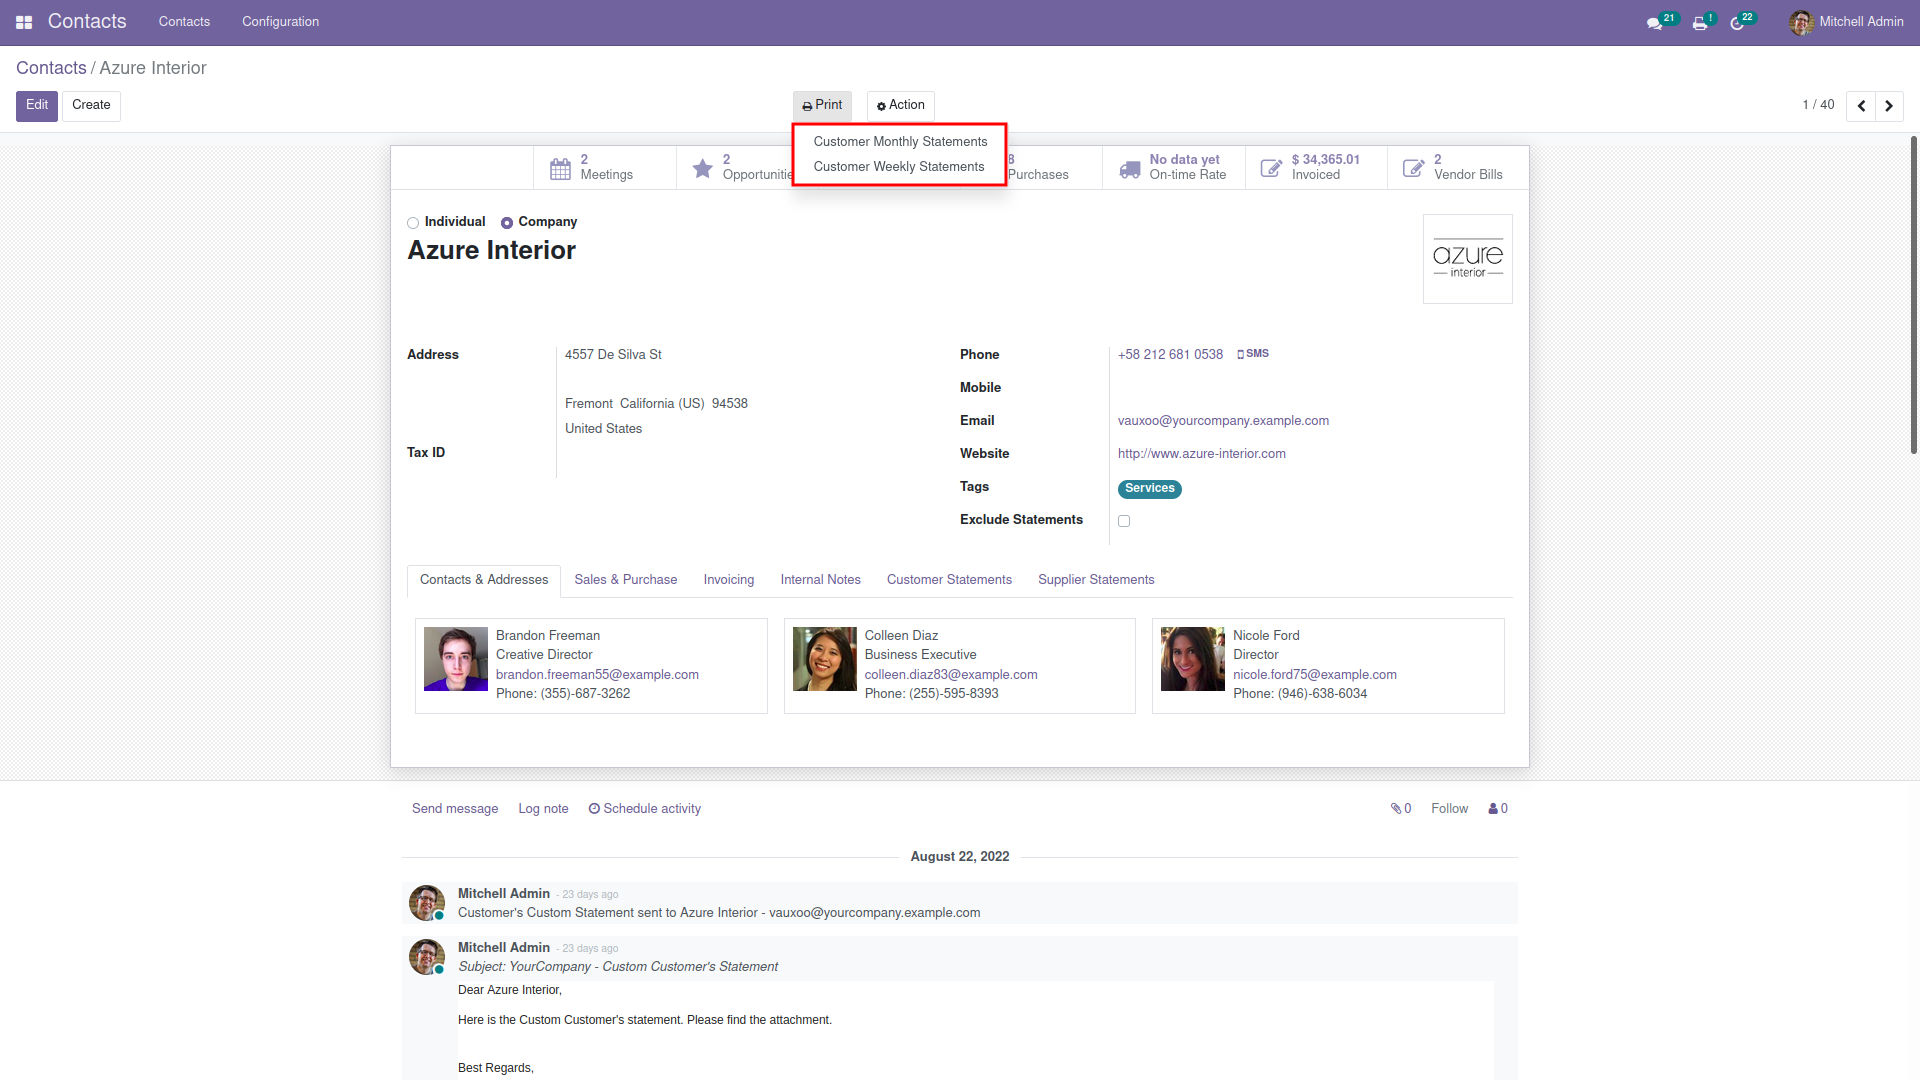 Contacts Contacts Configuration 21 ! 22 Mitchell Admin
Contacts / Azure Interior
Edit Create Print Action 1 / 40
Customer Monthly Statements
Customer Weekly Statements
2 Meetings
2 Opportunitie
8 Purchases
No data yet On-time Rate
$ 34,365.01 Invoiced
2 Vendor Bills
Individual Company
Azure Interior
azure
interior
Address 4557 De Silva St
Fremont California (US) 94538
United States
Tax ID
Phone +58 212 681 0538 SMS
Mobile
Email vauxoo@yourcompany.example.com
Website http://www.azure-interior.com
Tags Services
Exclude Statements
Contacts & Addresses Sales & Purchase Invoicing Internal Notes Customer Statements Supplier Statements
Brandon Freeman
Creative Director
brandon.freeman55@example.com
Phone: (355)-687-3262
Colleen Diaz
Business Executive
colleen.diaz83@example.com
Phone: (255)-595-8393
Nicole Ford
Director
nicole.ford75@example.com
Phone: (946)-638-6034
Send message Log note Schedule activity 0 Follow 0
August 22, 2022
Mitchell Admin - 23 days ago
Customer's Custom Statement sent to Azure Interior - vauxoo@yourcompany.example.com
Mitchell Admin - 23 days ago
Subject: YourCompany - Custom Customer's Statement
Dear Azure Interior,
Here is the Custom Customer's statement. Please find the attachment.
Best Regards,